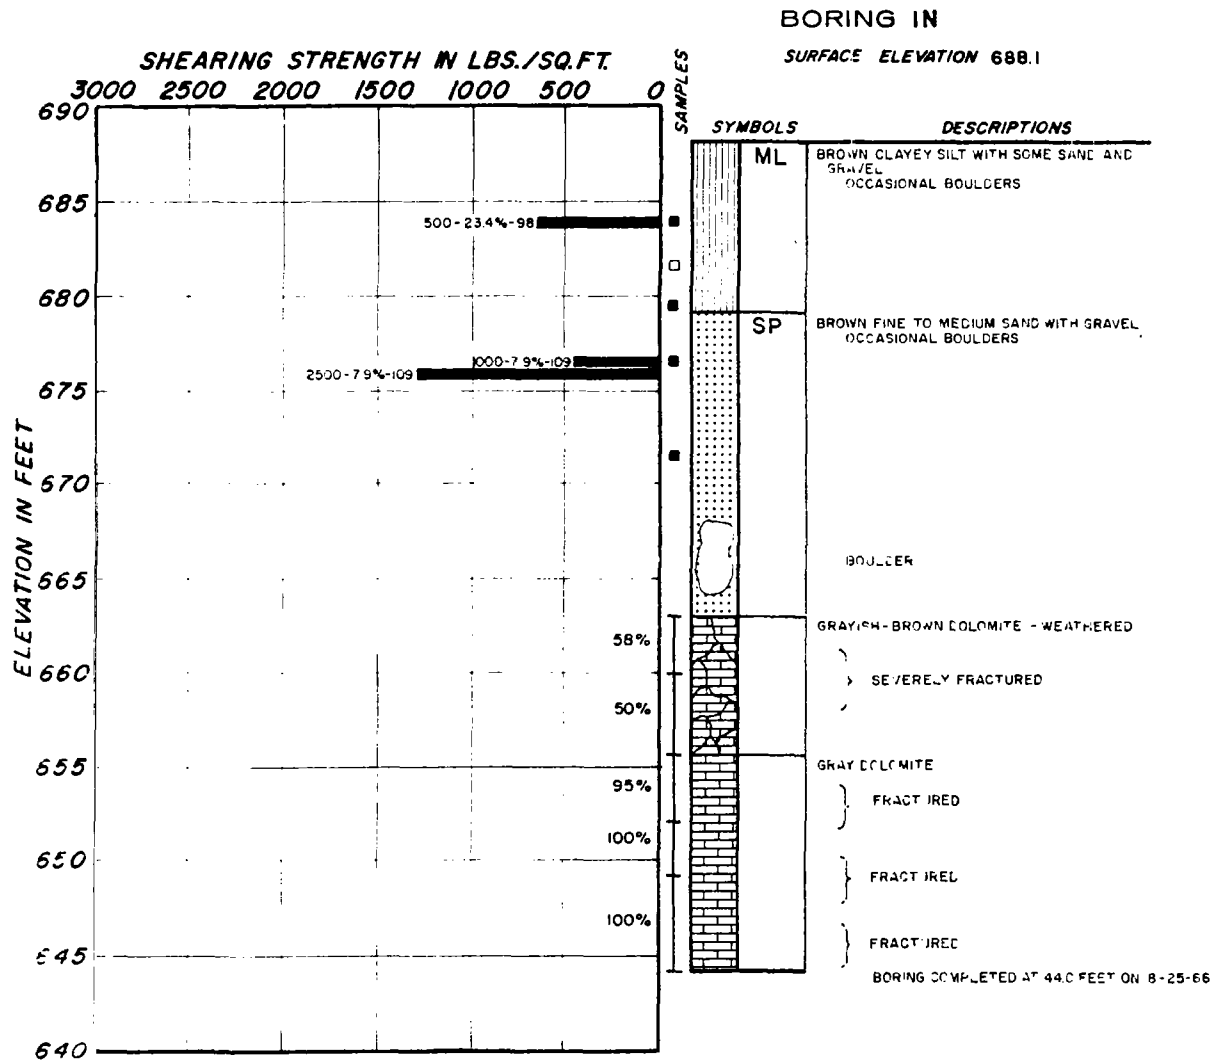 BORING IN
SURFACE ELEVATION 688.1
SHEARING STRENGTH IN LBS./SQ.FT.
3000 2500 2000 1500 1000 500 0
SAMPLES
SYMBOLS
DESCRIPTIONS
ELEVATION IN FEET
690
685
680
675
670
665
660
655
650
645
640
500-23.4%-98
1000-7.9%-109
2500-7.9%-109
58%
50%
95%
100%
100%
ML
BROWN CLAYEY SILT WITH SOME SAND AND
GRAVEL
OCCASIONAL BOULDERS
SP
BROWN FINE TO MEDIUM SAND WITH GRAVEL
OCCASIONAL BOULDERS
BOULDER
GRAYISH-BROWN DOLOMITE - WEATHERED
SEVERELY FRACTURED
GRAY DOLOMITE
FRACTURED
FRACTURED
FRACTURED
BORING COMPLETED AT 44.0 FEET ON 8-25-66